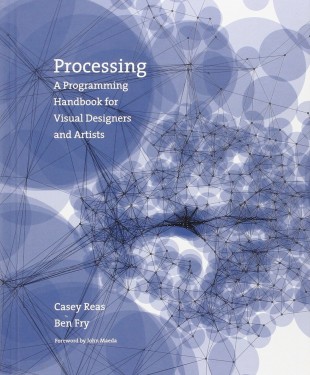 Processing
A Programming
Handbook for
Visual Designers
and Artists
Casey Reas
Ben Fry
Foreword by John Maeda